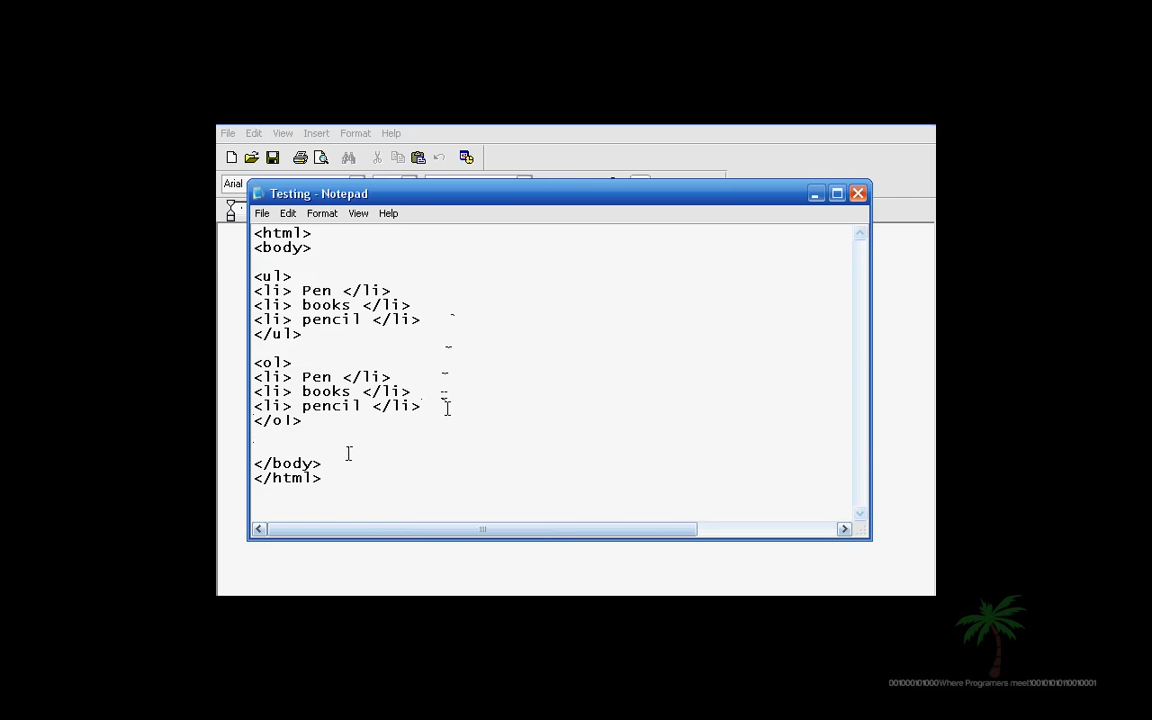 File Edit View Insert Format Help
Arial
Testing - Notepad
File Edit Format View Help
<html>
<body>
<ul>
<li> Pen </li>
<li> books </li>
<li> pencil </li>
</ul>
<ol>
<li> Pen </li>
<li> books </li>
<li> pencil </li>
</ol>
</body>
</html>